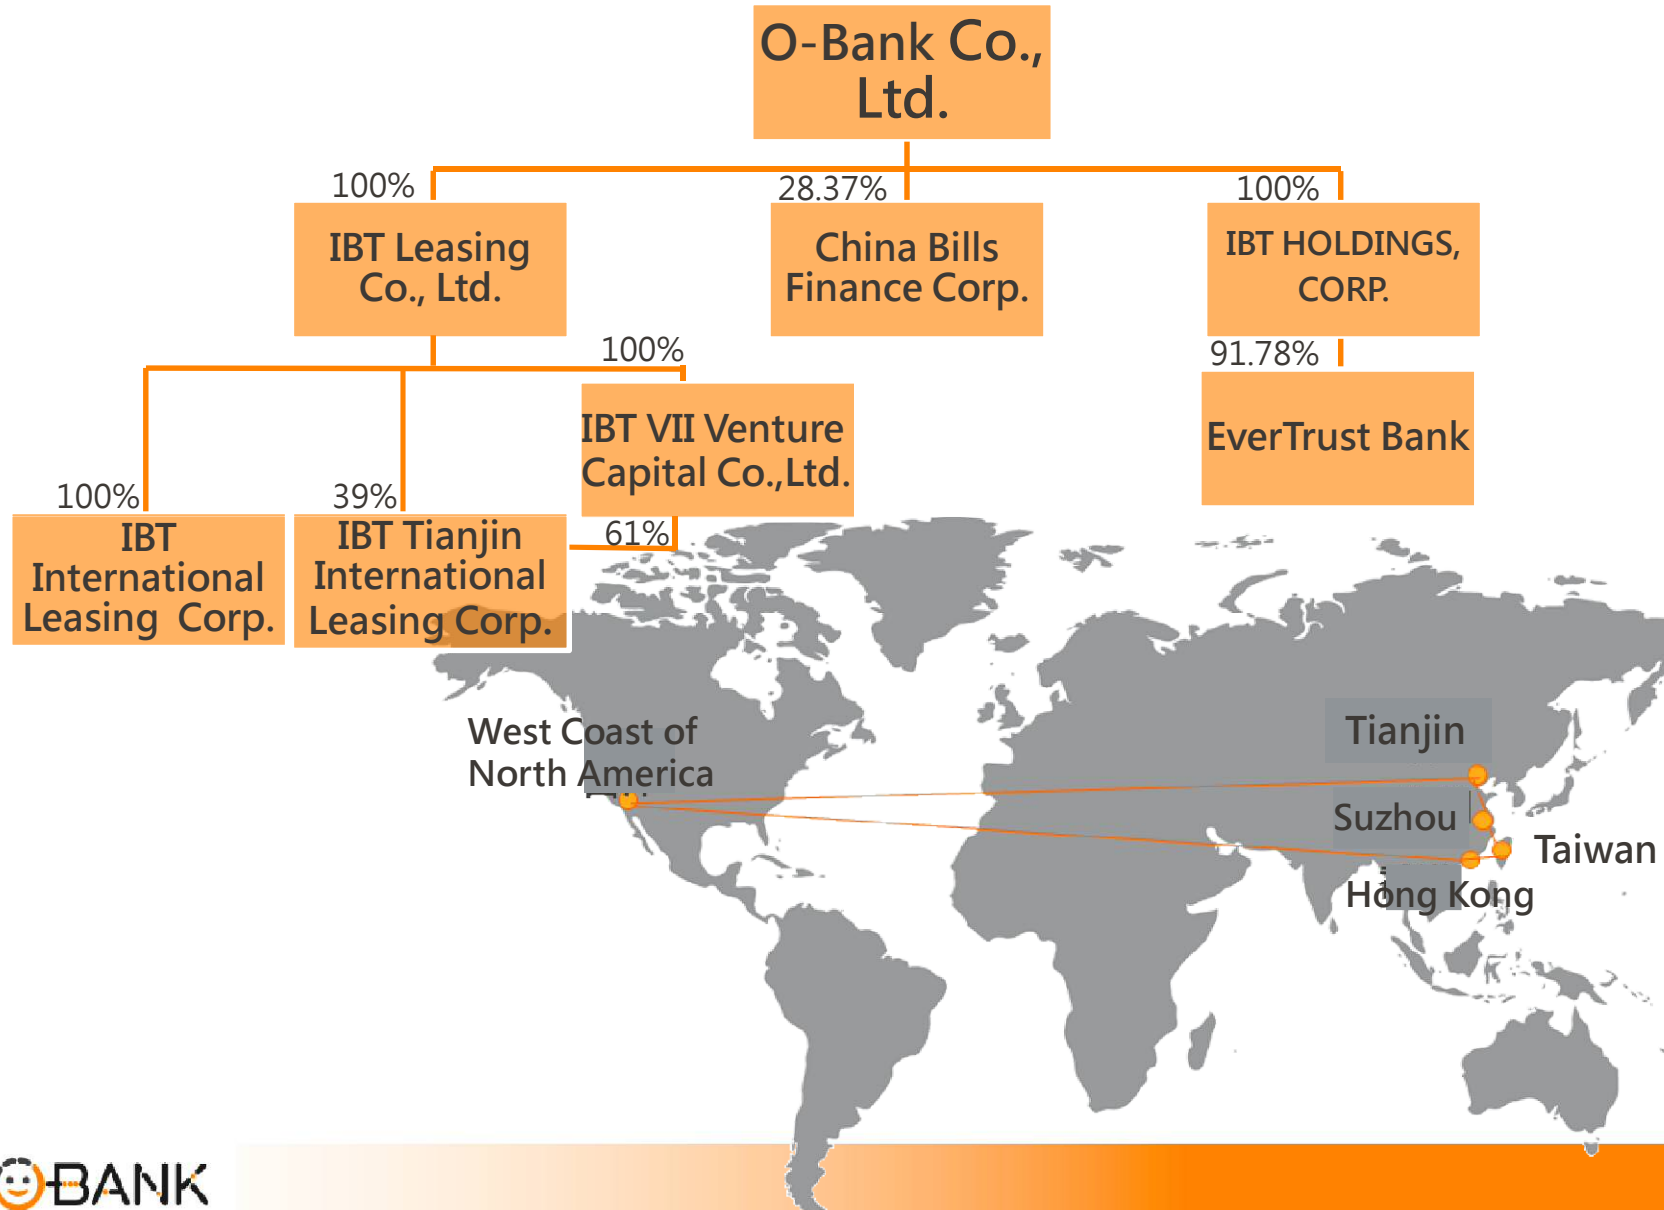 O-Bank Co.,
Ltd.
100%
28.37%
100%
IBT Leasing
Co., Ltd.
China Bills
Finance Corp.
IBT HOLDINGS,
CORP.
100%
91.78%
IBT VII Venture
Capital Co.,Ltd.
EverTrust Bank
100%
39%
61%
IBT
International
Leasing Corp.
IBT Tianjin
International
Leasing Corp.
West Coast of
North America
Tianjin
Suzhou
Taiwan
Hong Kong
BANK